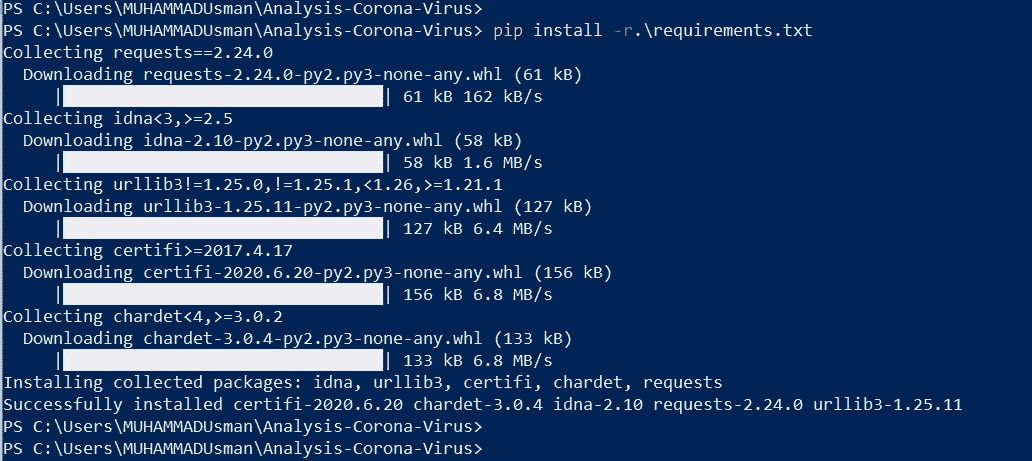 PS C:\Users\MUHAMMADUsman\Analysis-Corona-Virus>
PS C:\Users\MUHAMMADUsman\Analysis-Corona-Virus> pip install -r.\requirements.txt
Collecting requests==2.24.0
  Downloading requests-2.24.0-py2.py3-none-any.whl (61 kB)
     |████████████████████████████████| 61 kB 162 kB/s
Collecting idna<3,>=2.5
  Downloading idna-2.10-py2.py3-none-any.whl (58 kB)
     |████████████████████████████████| 58 kB 1.6 MB/s
Collecting urllib3!=1.25.0,!=1.25.1,<1.26,>=1.21.1
  Downloading urllib3-1.25.11-py2.py3-none-any.whl (127 kB)
     |████████████████████████████████| 127 kB 6.4 MB/s
Collecting certifi>=2017.4.17
  Downloading certifi-2020.6.20-py2.py3-none-any.whl (156 kB)
     |████████████████████████████████| 156 kB 6.8 MB/s
Collecting chardet<4,>=3.0.2
  Downloading chardet-3.0.4-py2.py3-none-any.whl (133 kB)
     |████████████████████████████████| 133 kB 6.8 MB/s
Installing collected packages: idna, urllib3, certifi, chardet, requests
Successfully installed certifi-2020.6.20 chardet-3.0.4 idna-2.10 requests-2.24.0 urllib3-1.25.11
PS C:\Users\MUHAMMADUsman\Analysis-Corona-Virus>
PS C:\Users\MUHAMMADUsman\Analysis-Corona-Virus>